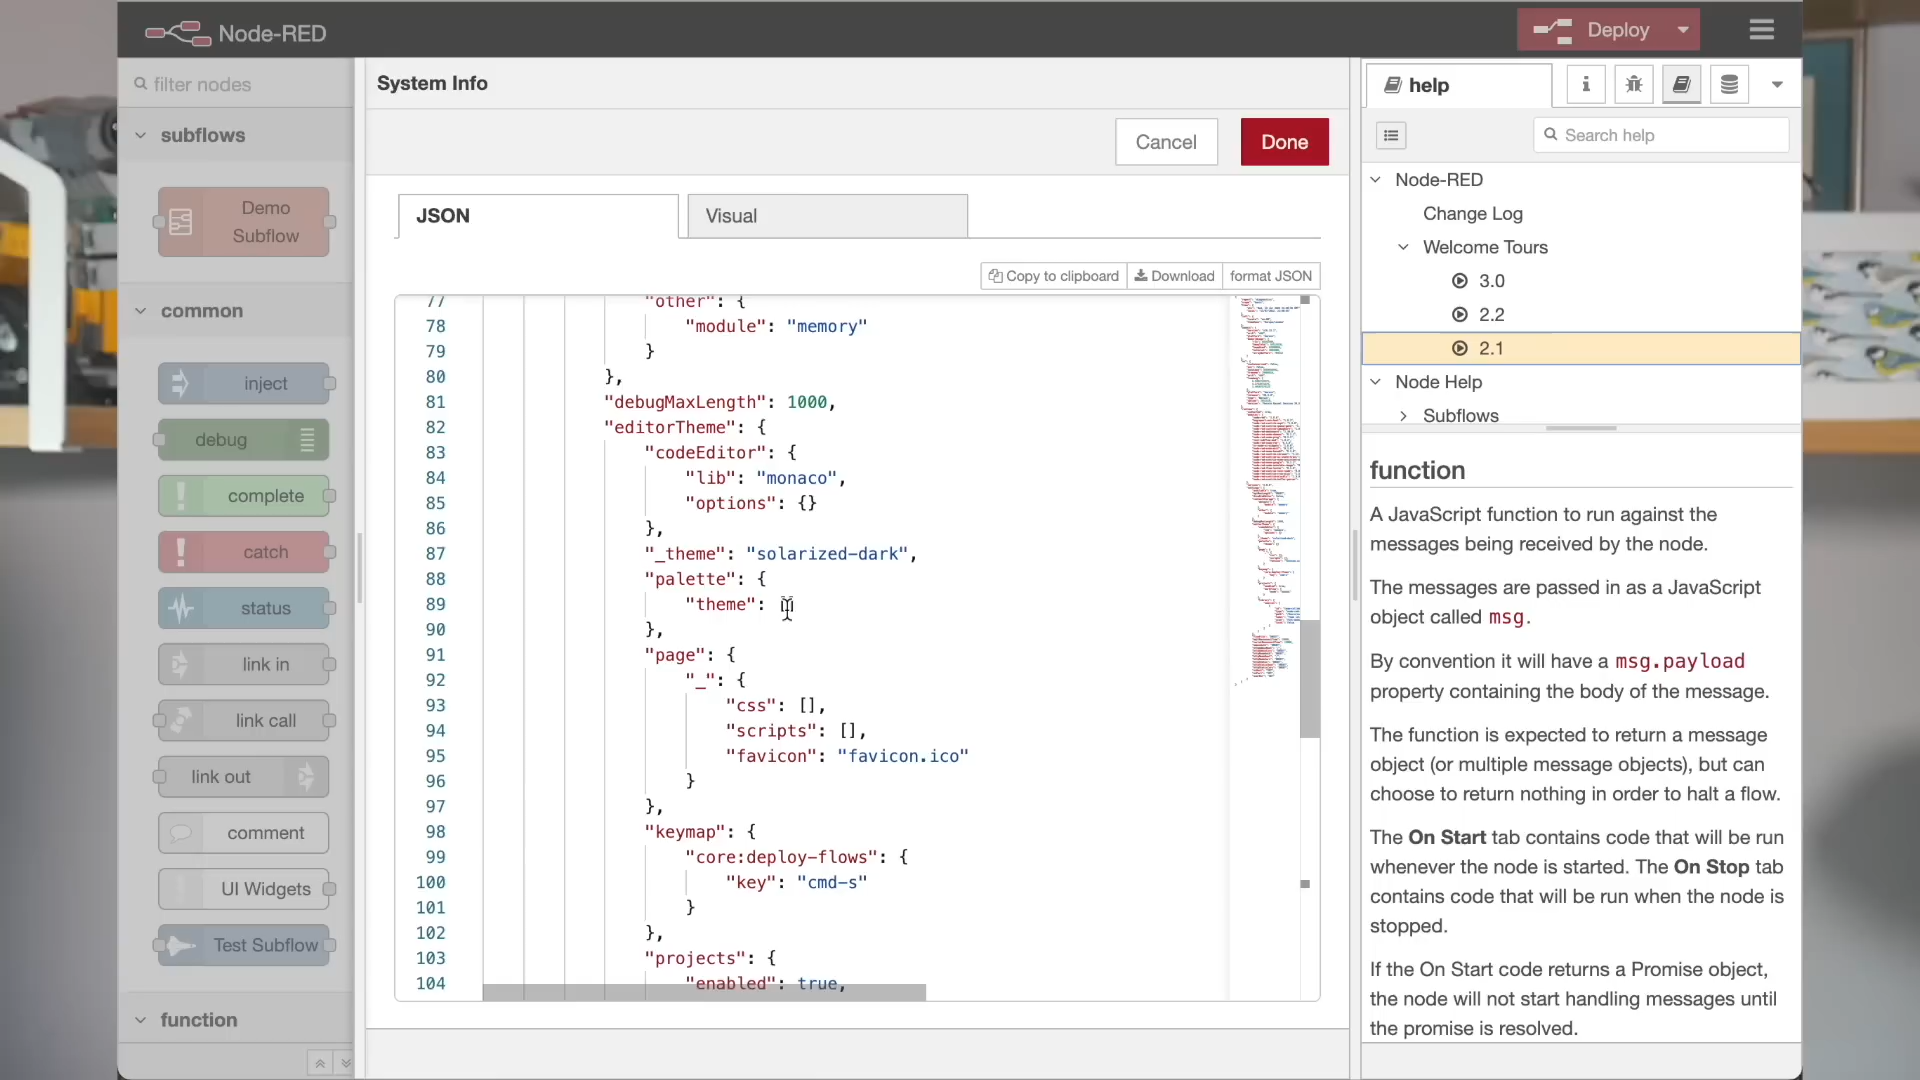 Node-RED
Deploy
filter nodes
subflows
Demo
Subflow
common
inject
debug
complete
catch
status
link in
link call
link out
comment
UI Widgets
Test Subflow
function
System Info
Cancel
Done
JSON
Visual
Copy to clipboard
Download
format JSON
77 "other": {
78 "module": "memory"
79 }
80 },
81 "debugMaxLength": 1000,
82 "editorTheme": {
83 "codeEditor": {
84 "lib": "monaco",
85 "options": {}
86 },
87 "_theme": "solarized-dark",
88 "palette": {
89 "theme":
90 },
91 "page": {
92 "_": {
93 "css": [],
94 "scripts": [],
95 "favicon": "favicon.ico"
96 }
97 },
98 "keymap": {
99 "core:deploy-flows": {
100 "key": "cmd-s"
101 }
102 },
103 "projects": {
104 "enabled": true,
help
Search help
Node-RED
Change Log
Welcome Tours
3.0
2.2
2.1
Node Help
Subflows
function
A JavaScript function to run against the
messages being received by the node.
The messages are passed in as a JavaScript
object called msg.
By convention it will have a msg.payload
property containing the body of the message.
The function is expected to return a message
object (or multiple message objects), but can
choose to return nothing in order to halt a flow.
The On Start tab contains code that will be run
whenever the node is started. The On Stop tab
contains code that will be run when the node is
stopped.
If the On Start code returns a Promise object,
the node will not start handling messages until
the promise is resolved.